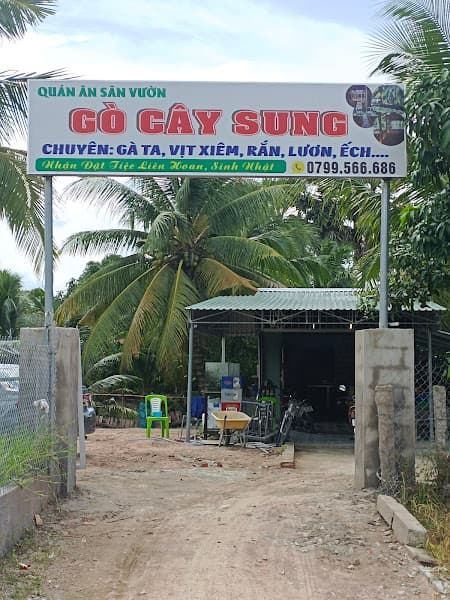 QUÁN ĂN SÂN VƯỜN
GÒ CÂY SUNG
CHUYÊN: GÀ TA, VỊT XIÊM, RẮN, LƯƠN, ẾCH....
Nhận Đặt Tiệc Liên Hoan, Sinh Nhật
0799.566.686